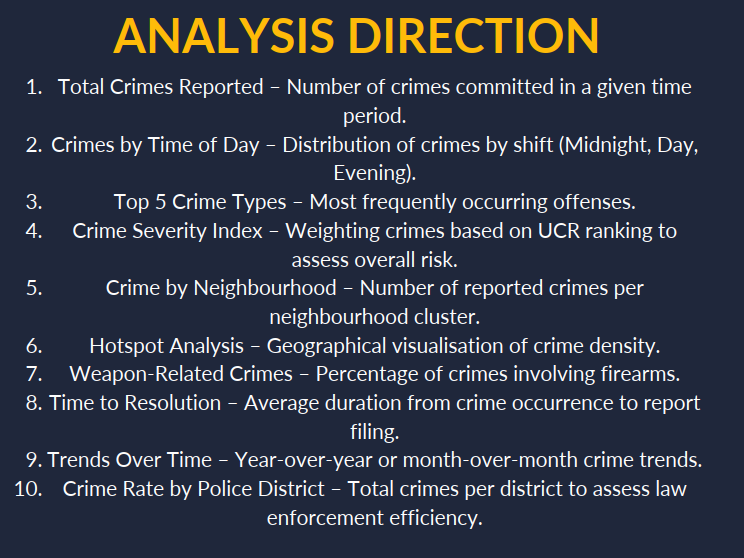 ANALYSIS DIRECTION
1. Total Crimes Reported – Number of crimes committed in a given time
period.
2. Crimes by Time of Day – Distribution of crimes by shift (Midnight, Day,
Evening).
3. Top 5 Crime Types – Most frequently occurring offenses.
4. Crime Severity Index – Weighting crimes based on UCR ranking to
assess overall risk.
5. Crime by Neighbourhood – Number of reported crimes per
neighbourhood cluster.
6. Hotspot Analysis – Geographical visualisation of crime density.
7. Weapon-Related Crimes – Percentage of crimes involving firearms.
8. Time to Resolution – Average duration from crime occurrence to report
filing.
9. Trends Over Time – Year-over-year or month-over-month crime trends.
10. Crime Rate by Police District – Total crimes per district to assess law
enforcement efficiency.